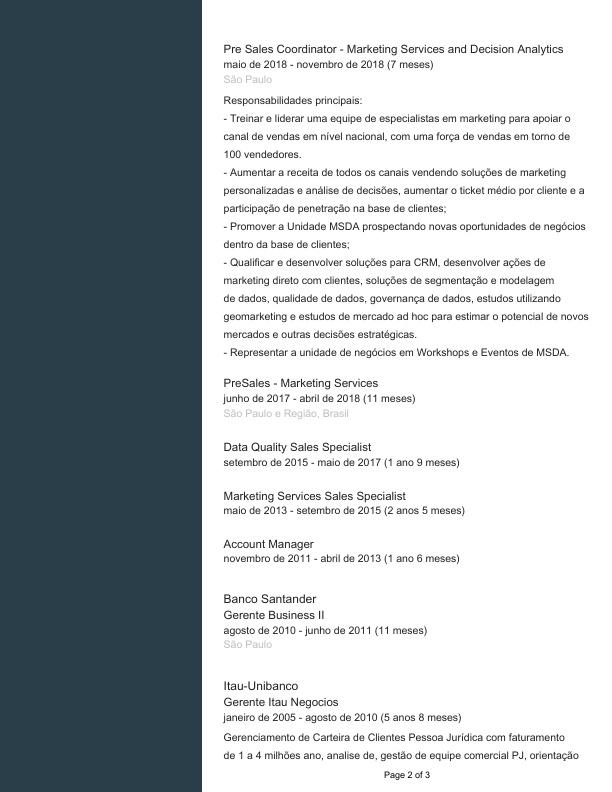 Pre Sales Coordinator - Marketing Services and Decision Analytics
maio de 2018 - novembro de 2018 (7 meses)
São Paulo
Responsabilidades principais:
- Treinar e liderar uma equipe de especialistas em marketing para apoiar o
canal de vendas em nível nacional, com uma força de vendas em torno de
100 vendedores.
- Aumentar a receita de todos os canais vendendo soluções de marketing
personalizadas e análise de decisões, aumentar o ticket médio por cliente e a
participação de penetração na base de clientes;
- Promover a Unidade MSDA prospectando novas oportunidades de negócios
dentro da base de clientes;
- Qualificar e desenvolver soluções para CRM, desenvolver ações de
marketing direto com clientes, soluções de segmentação e modelagem
de dados, qualidade de dados, governança de dados, estudos utilizando
geomarketing e estudos de mercado ad hoc para estimar o potencial de novos
mercados e outras decisões estratégicas.
- Representar a unidade de negócios em Workshops e Eventos de MSDA.
PreSales - Marketing Services
junho de 2017 - abril de 2018 (11 meses)
São Paulo e Região, Brasil
Data Quality Sales Specialist
setembro de 2015 - maio de 2017 (1 ano 9 meses)
Marketing Services Sales Specialist
maio de 2013 - setembro de 2015 (2 anos 5 meses)
Account Manager
novembro de 2011 - abril de 2013 (1 ano 6 meses)
Banco Santander
Gerente Business II
agosto de 2010 - junho de 2011 (11 meses)
São Paulo
Itau-Unibanco
Gerente Itau Negocios
janeiro de 2005 - agosto de 2010 (5 anos 8 meses)
Gerenciamento de Carteira de Clientes Pessoa Jurídica com faturamento
de 1 a 4 milhões ano, analise de, gestão de equipe comercial PJ, orientação
Page 2 of 3